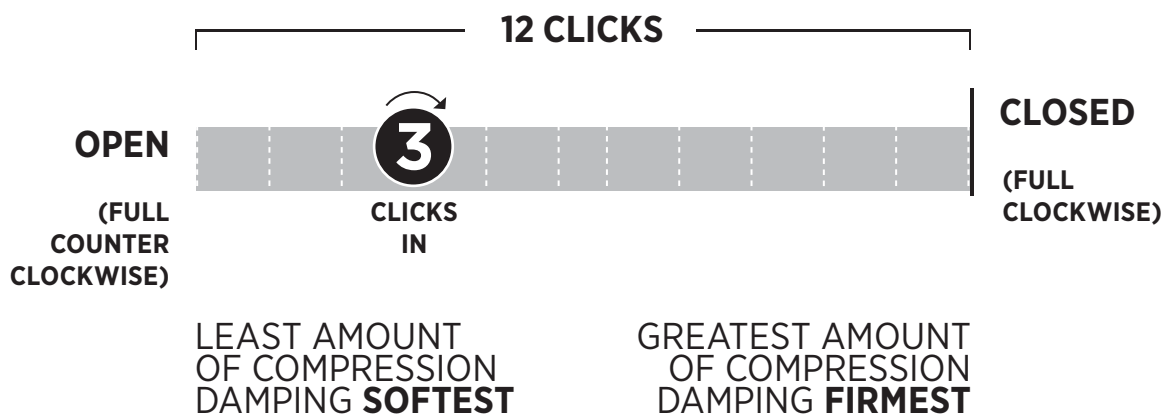 12 CLICKS
OPEN
(FULL
COUNTER
CLOCKWISE)
3
CLICKS
IN
CLOSED
(FULL
CLOCKWISE)
LEAST AMOUNT
OF COMPRESSION
DAMPING SOFTEST
GREATEST AMOUNT
OF COMPRESSION
DAMPING FIRMEST